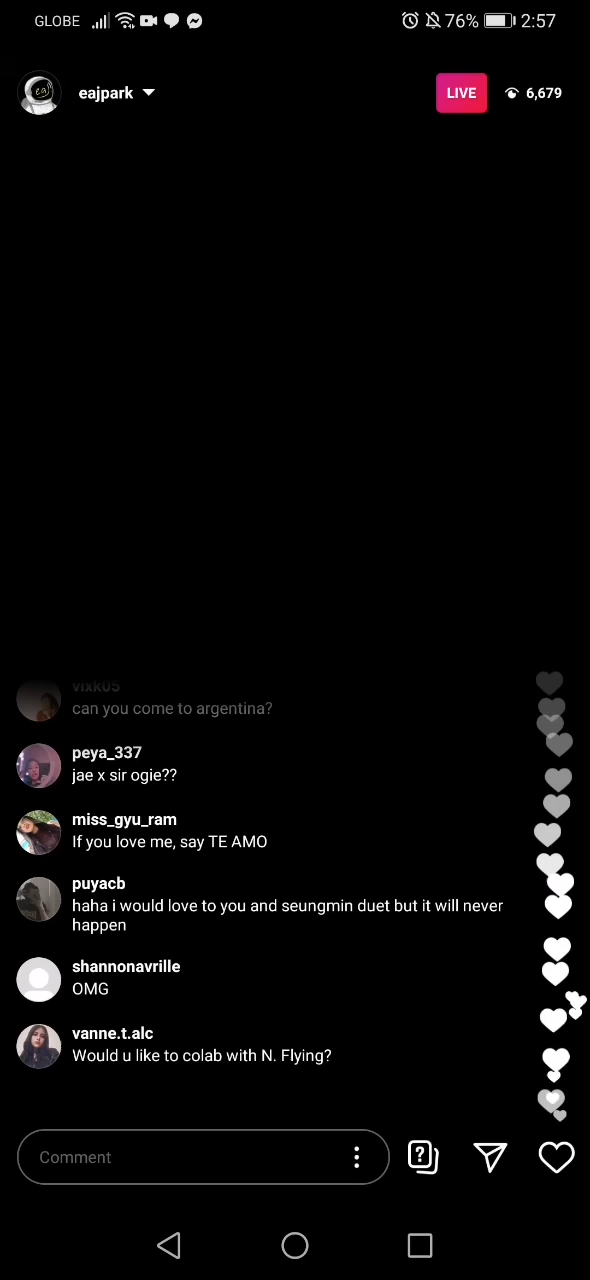 GLOBE 76% 2:57
eaj
eajpark LIVE 6,679
vixk05
can you come to argentina?
peya_337
jae x sir ogie??
miss_gyu_ram
If you love me, say TE AMO
puyacb
haha i would love to you and seungmin duet but it will never
happen
shannonavrille
OMG
vanne.t.alc
Would u like to colab with N. Flying?
Comment